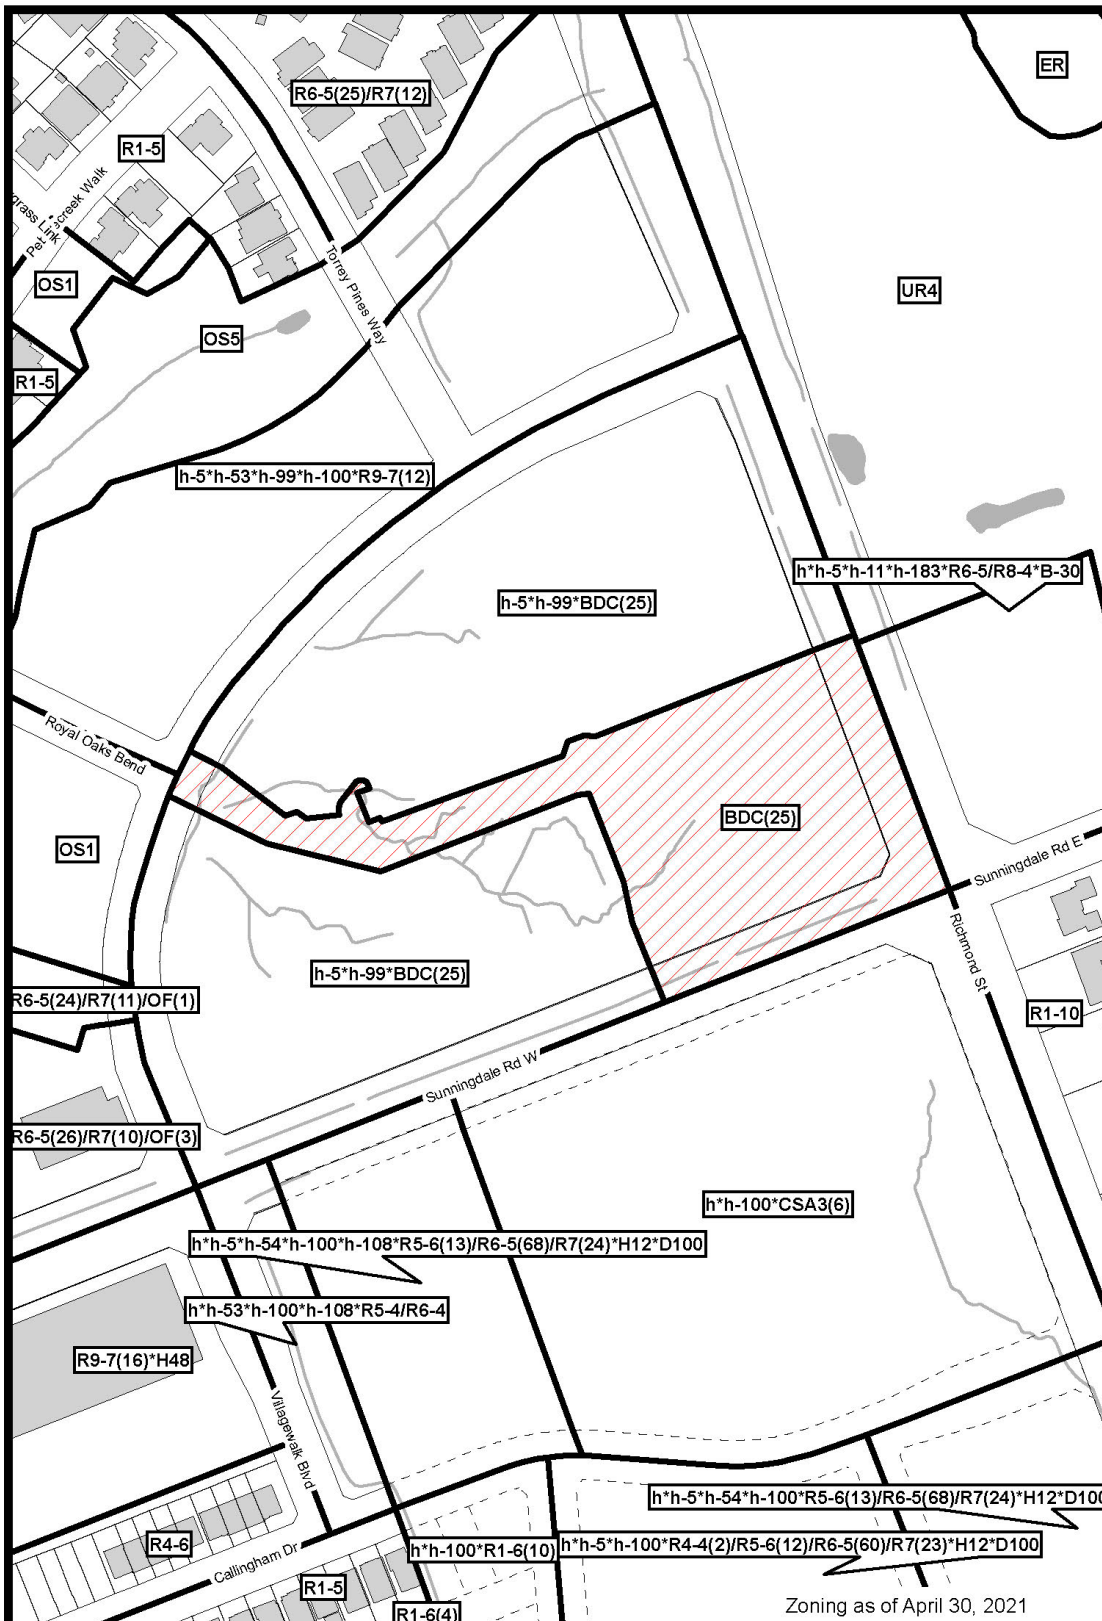 ER
R6-5(25)/R7(12)
R1-5
creek Walk
grass Link
Pet
OS1
Torrey Pines Way
UR4
OS5
R1-5
h-5*h-53*h-99*h-100*R9-7(12)
h*h-5*h-11*h-183*R6-5/R8-4*B-30
h-5*h-99*BDC(25)
Royal Oaks Bend
BDC(25)
OS1
Sunningdale Rd E
h-5*h-99*BDC(25)
Richmond St
R6-5(24)/R7(11)/OF(1)
R1-10
Sunningdale Rd W
R6-5(26)/R7(10)/OF(3)
h*h-100*CSA3(6)
h*h-5*h-54*h-100*h-108*R5-6(13)/R6-5(68)/R7(24)*H12*D100
h*h-53*h-100*h-108*R5-4/R6-4
R9-7(16)*H48
Villagewalk Blvd
h*h-5*h-54*h-100*R5-6(13)/R6-5(68)/R7(24)*H12*D100
R4-6
h*h-100*R1-6(10)
h*h-5*h-100*R4-4(2)/R5-6(12)/R6-5(60)/R7(23)*H12*D100
Callingham Dr
R1-5
R1-6(4)
Zoning as of April 30, 2021